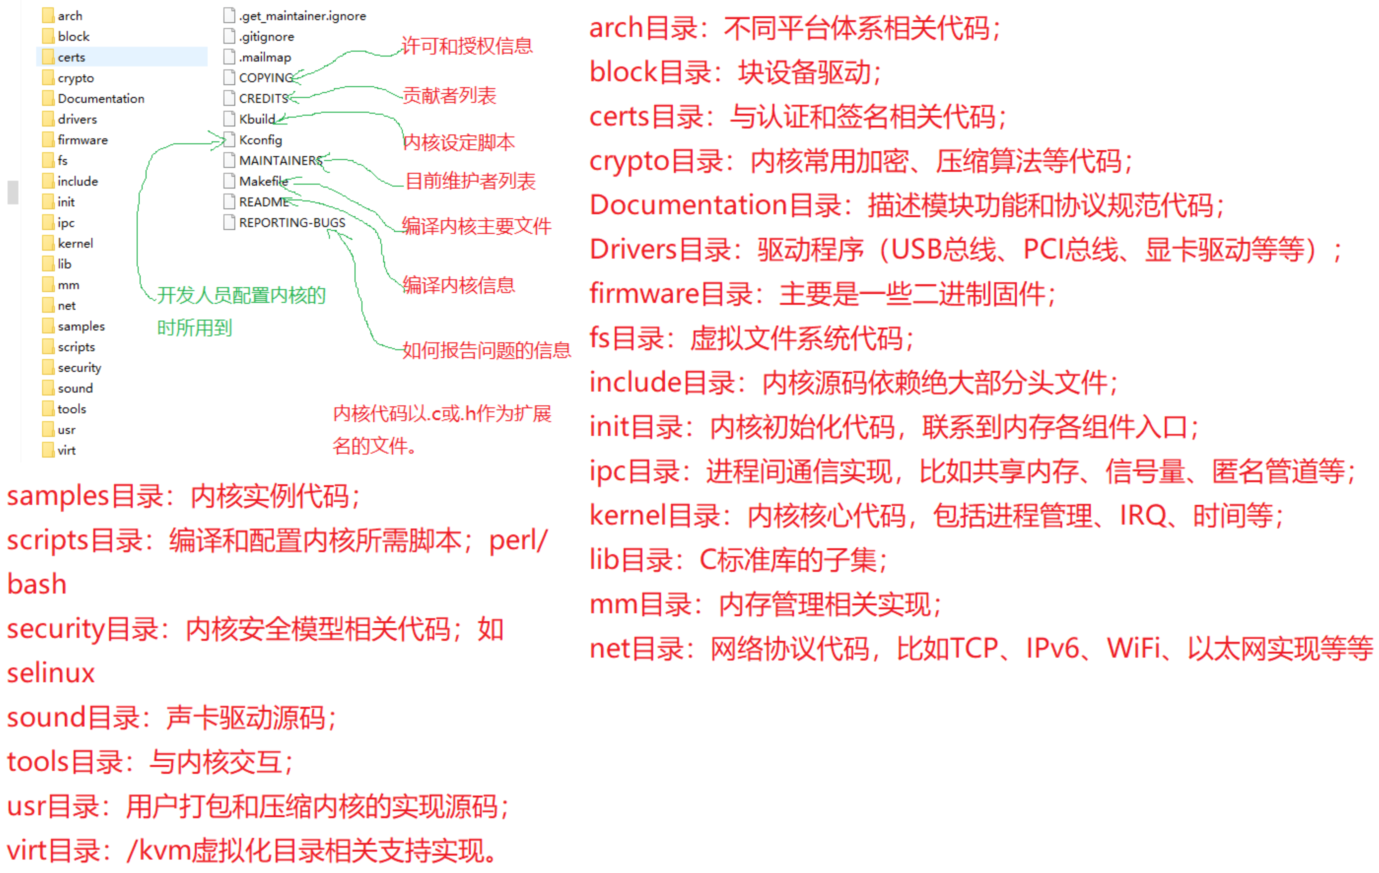 arch
block
certs
crypto
Documentation
drivers
firmware
fs
include
init
ipc
kernel
lib
mm
net
samples
scripts
security
sound
tools
usr
virt
.get_maintainer.ignore
.gitignore
.mailmap
COPYING
CREDITS
Kbuild
Kconfig
MAINTAINERS
Makefile
README
REPORTING-BUGS
许可和授权信息
贡献者列表
内核设定脚本
目前维护者列表
编译内核主要文件
编译内核信息
如何报告问题的信息
开发人员配置内核的
时所用到
内核代码以.c或.h作为扩展
名的文件。
arch目录：不同平台体系相关代码；
block目录：块设备驱动；
certs目录：与认证和签名相关代码；
crypto目录：内核常用加密、压缩算法等代码；
Documentation目录：描述模块功能和协议规范代码；
Drivers目录：驱动程序（USB总线、PCI总线、显卡驱动等等）；
firmware目录：主要是一些二进制固件；
fs目录：虚拟文件系统代码；
include目录：内核源码依赖绝大部分头文件；
init目录：内核初始化代码，联系到内存各组件入口；
ipc目录：进程间通信实现，比如共享内存、信号量、匿名管道等；
kernel目录：内核核心代码，包括进程管理、IRQ、时间等；
lib目录：C标准库的子集；
mm目录：内存管理相关实现；
net目录：网络协议代码，比如TCP、IPv6、WiFi、以太网实现等等
samples目录：内核实例代码；
scripts目录：编译和配置内核所需脚本；perl/
bash
security目录：内核安全模型相关代码；如
selinux
sound目录：声卡驱动源码；
tools目录：与内核交互；
usr目录：用户打包和压缩内核的实现源码；
virt目录：/kvm虚拟化目录相关支持实现。